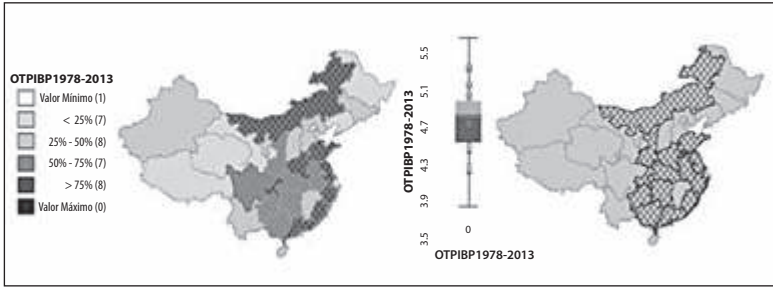 OTPIBP1978-2013
Valor Mínimo (1)
< 25% (7)
25% - 50% (8)
50% - 75% (7)
> 75% (8)
Valor Máximo (0)
OTPIBP1978-2013
5.5
5.1
4.7
4.3
3.9
3.5
0
OTPIBP1978-2013